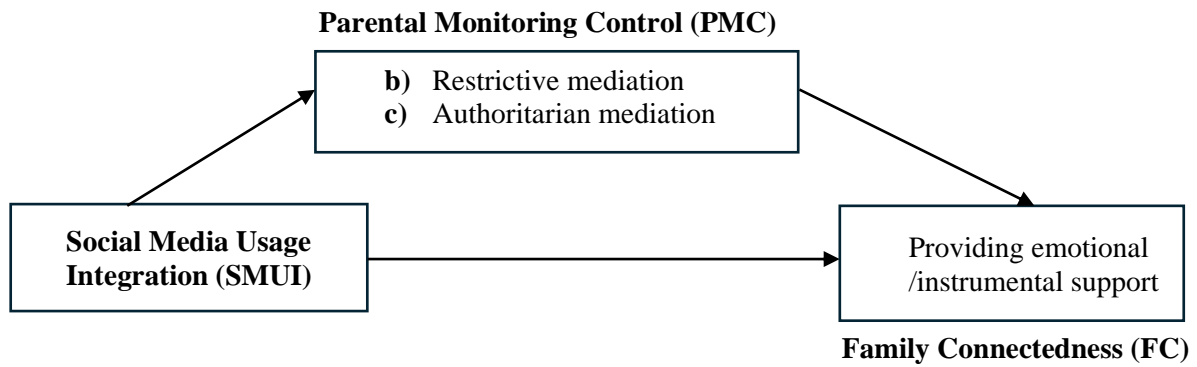 Parental Monitoring Control (PMC)
b) Restrictive mediation
c) Authoritarian mediation
Social Media Usage
Integration (SMUI)
Providing emotional
/instrumental support
Family Connectedness (FC)